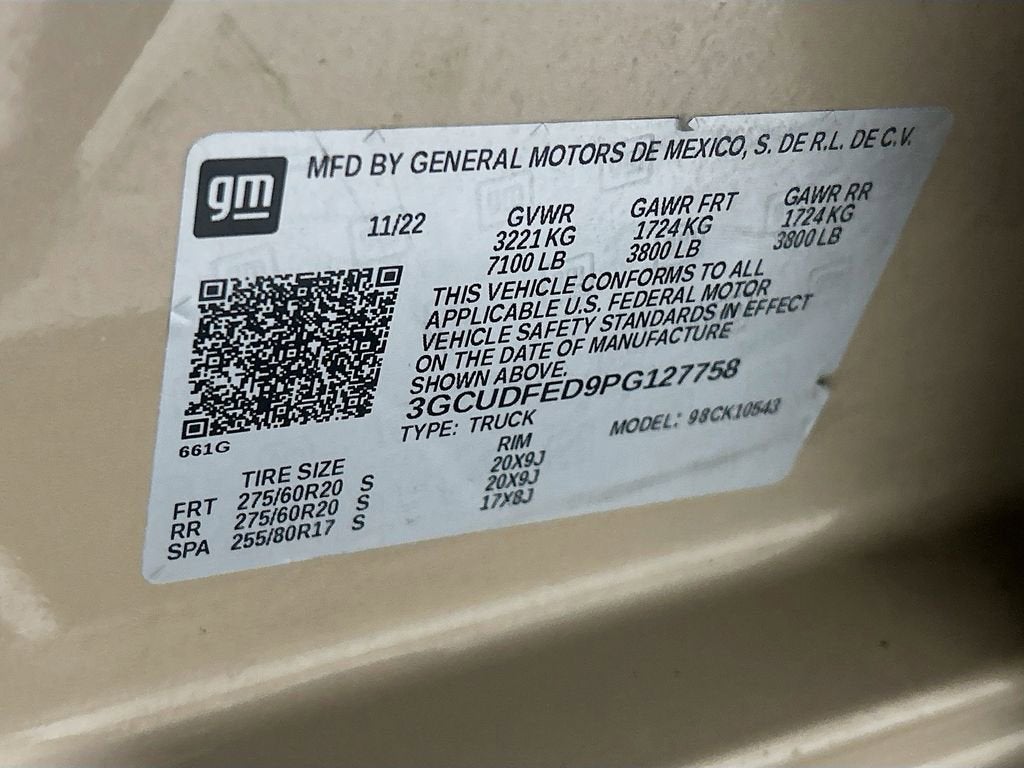 gm
MFD BY GENERAL MOTORS DE MEXICO, S. DE R.L. DE C.V.
11/22 GVWR GAWR FRT GAWR RR
3221 KG 1724 KG 1724 KG
7100 LB 3800 LB 3800 LB
THIS VEHICLE CONFORMS TO ALL
APPLICABLE U.S. FEDERAL MOTOR
VEHICLE SAFETY STANDARDS IN EFFECT
ON THE DATE OF MANUFACTURE
SHOWN ABOVE.
3GCUDFED9PG127758
TYPE: TRUCK MODEL: 98CK10543
661G
TIRE SIZE RIM
FRT 275/60R20 S 20X9J
RR 275/60R20 S 20X9J
SPA 255/80R17 S 17X8J